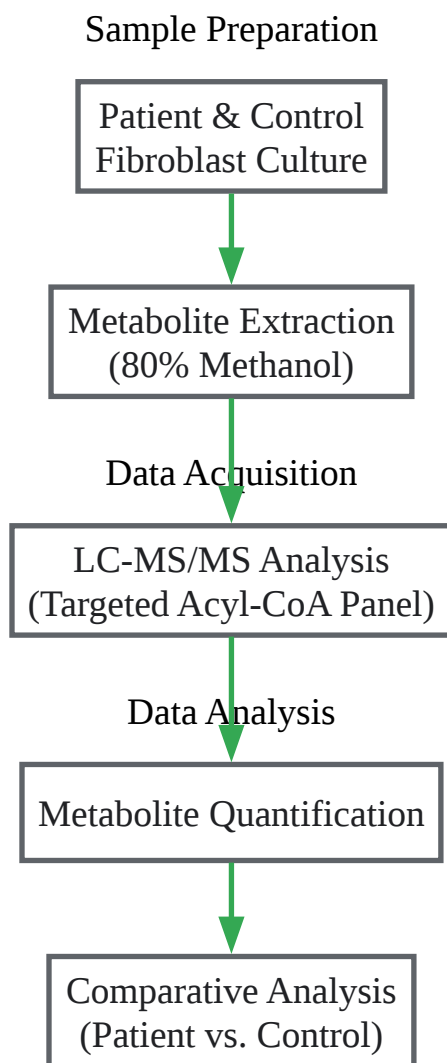 Sample Preparation
Patient & Control
Fibroblast Culture
Metabolite Extraction
(80% Methanol)
Data Acquisition
LC-MS/MS Analysis
(Targeted Acyl-CoA Panel)
Data Analysis
Metabolite Quantification
Comparative Analysis
(Patient vs. Control)